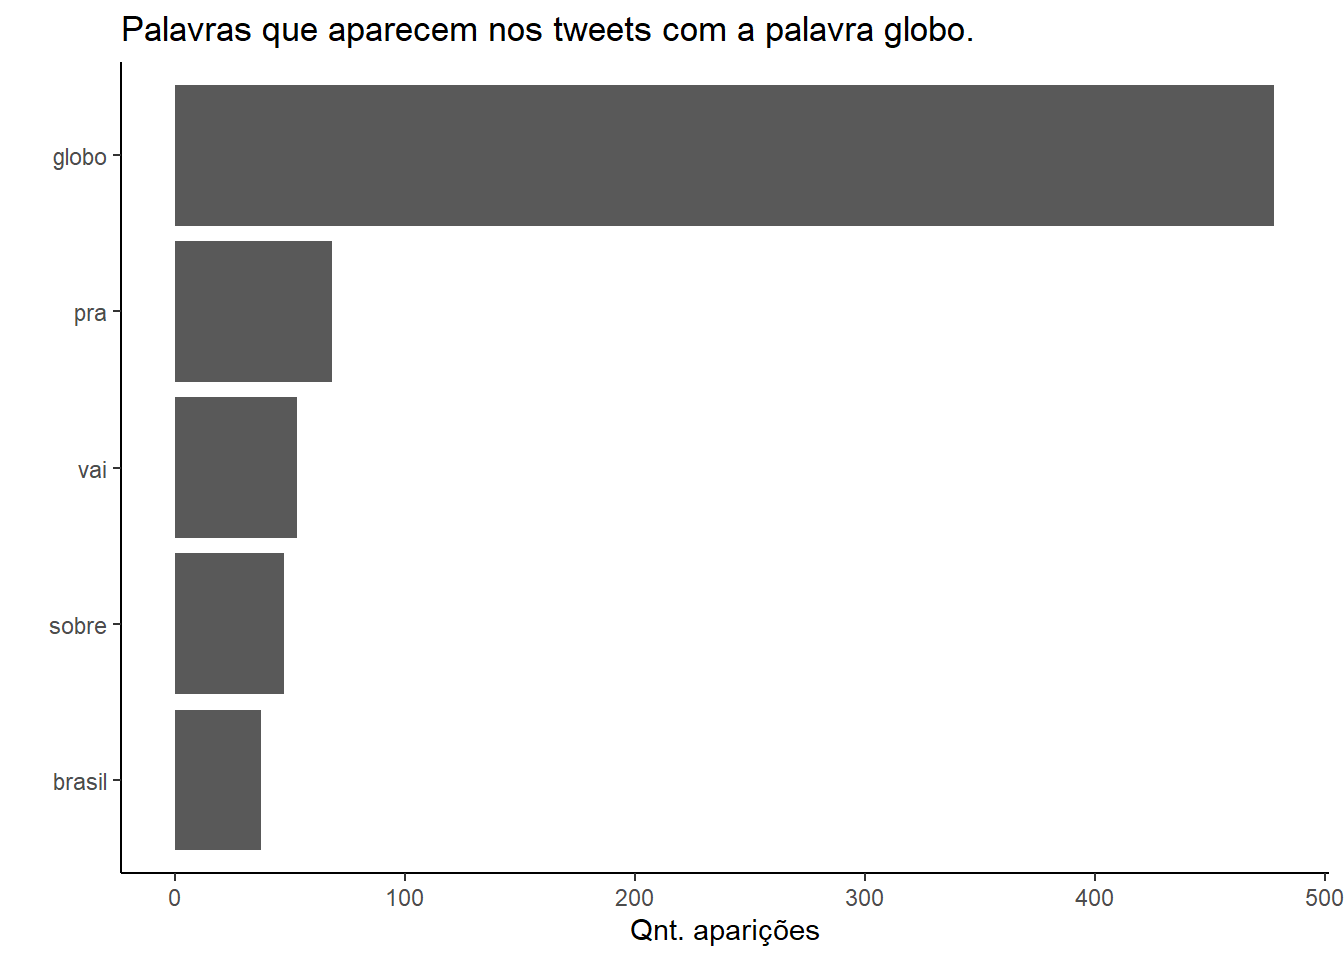 Palavras que aparecem nos tweets com a palavra globo.
globo
pra
vai
sobre
brasil
0 100 200 300 400 500
Qnt. aparições